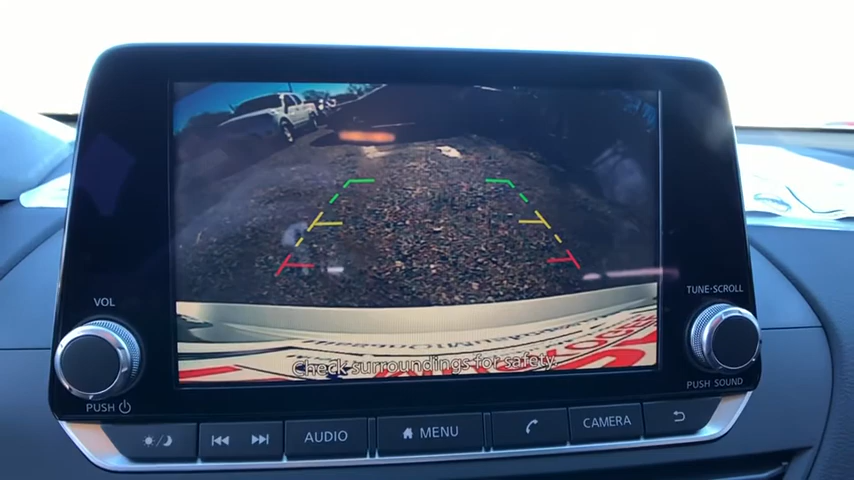 Check surroundings for safety.
VOL
TUNE·SCROLL
PUSH
PUSH SOUND
AUDIO
MENU
CAMERA